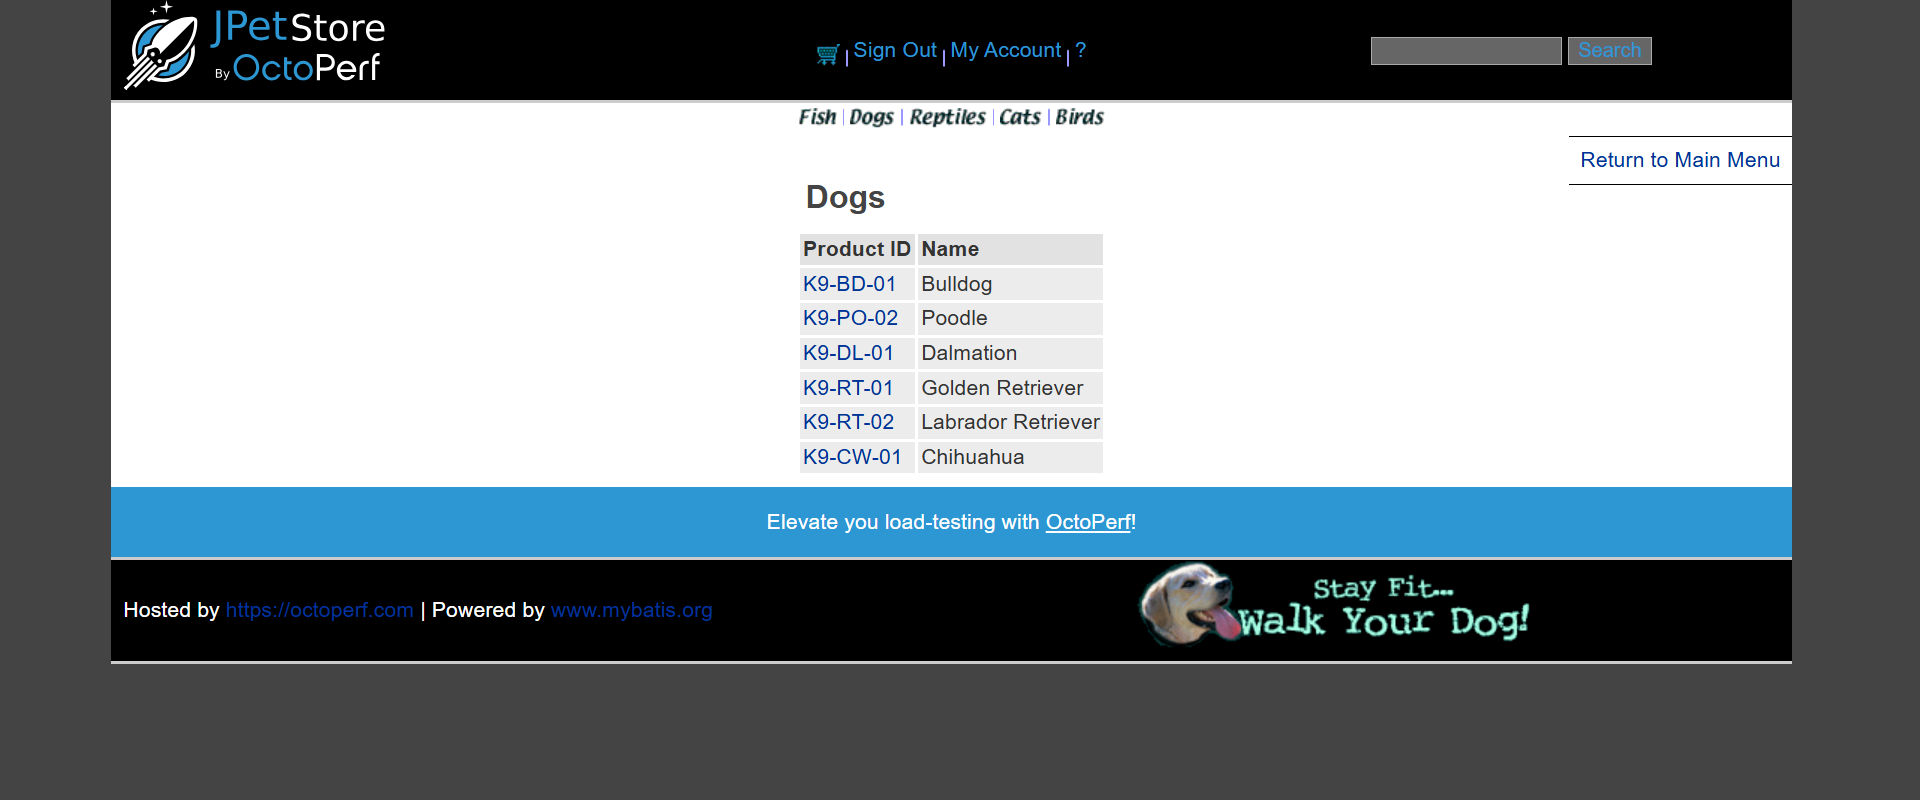 JPetStore
By OctoPerf
Sign Out My Account ?
Search
Fish Dogs Reptiles Cats Birds
Return to Main Menu
Dogs
Product ID Name
K9-BD-01 Bulldog
K9-PO-02 Poodle
K9-DL-01 Dalmation
K9-RT-01 Golden Retriever
K9-RT-02 Labrador Retriever
K9-CW-01 Chihuahua
Elevate you load-testing with OctoPerf!
Hosted by https://octoperf.com | Powered by www.mybatis.org
Stay Fit...
Walk Your Dog!